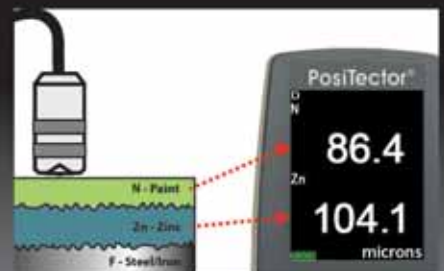 PosiTector®
N
86.4
Zn
104.1
microns
N - Paint
Zn - Zinc
F - Steel/Iron